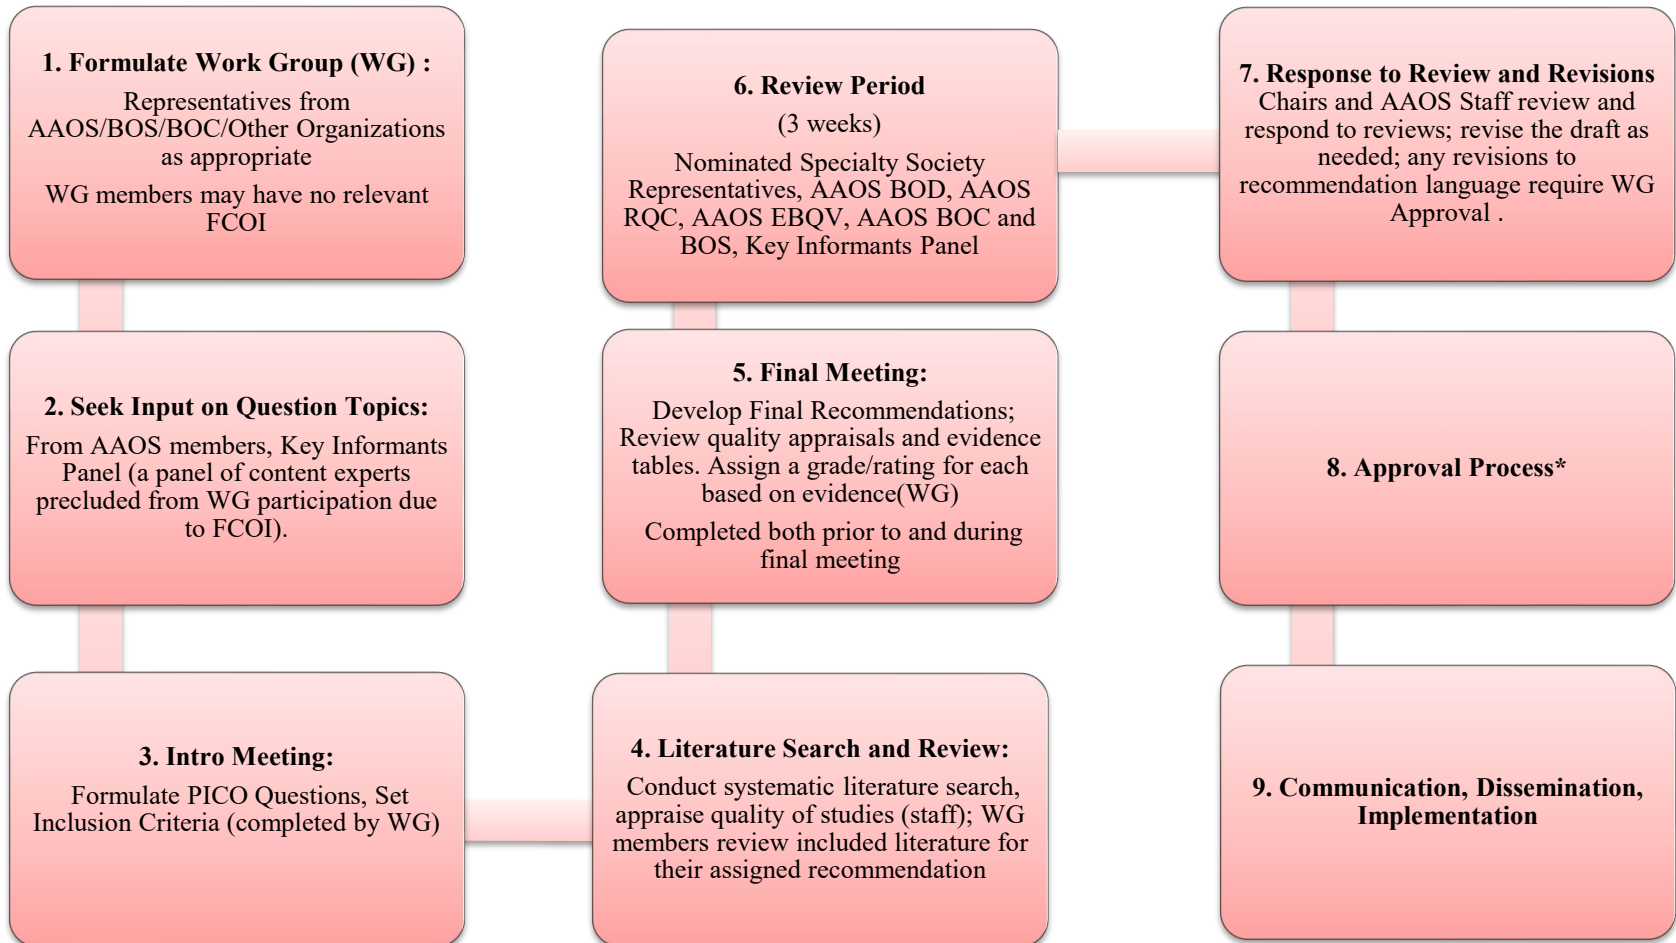 1. Formulate Work Group (WG) :
Representatives from
AAOS/BOS/BOC/Other Organizations
as appropriate
WG members may have no relevant
FCOI
2. Seek Input on Question Topics:
From AAOS members, Key Informants
Panel (a panel of content experts
precluded from WG participation due
to FCOI).
3. Intro Meeting:
Formulate PICO Questions, Set
Inclusion Criteria (completed by WG)
4. Literature Search and Review:
Conduct systematic literature search,
appraise quality of studies (staff); WG
members review included literature for
their assigned recommendation
5. Final Meeting:
Develop Final Recommendations;
Review quality appraisals and evidence
tables. Assign a grade/rating for each
based on evidence(WG)
Completed both prior to and during
final meeting
6. Review Period
(3 weeks)
Nominated Specialty Society
Representatives, AAOS BOD, AAOS
RQC, AAOS EBQV, AAOS BOC and
BOS, Key Informants Panel
7. Response to Review and Revisions
Chairs and AAOS Staff review and
respond to reviews; revise the draft as
needed; any revisions to
recommendation language require WG
Approval .
8. Approval Process*
9. Communication, Dissemination,
Implementation